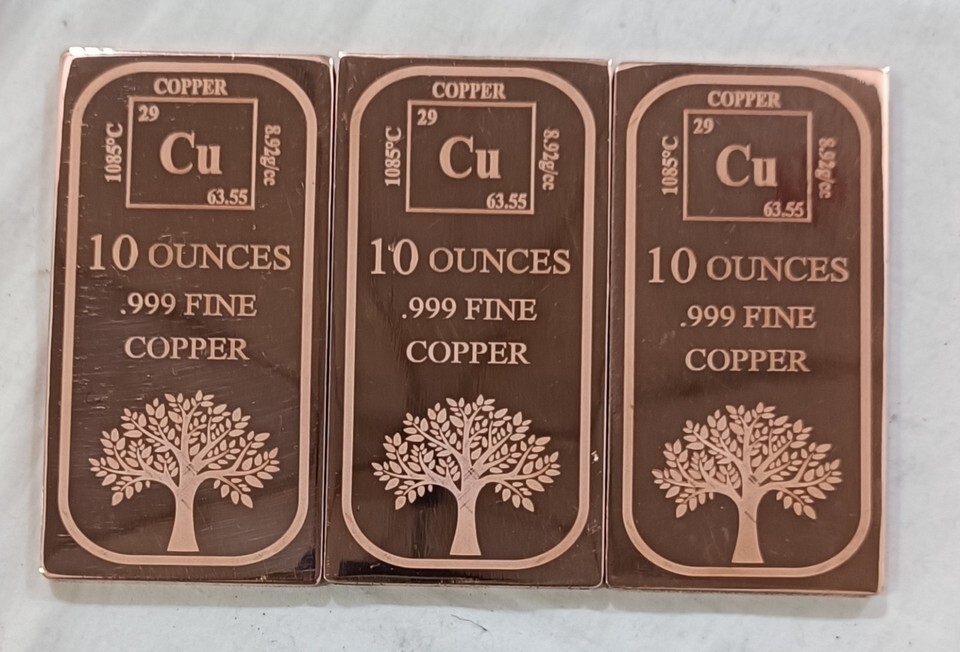 COPPER
29
1085°C
Cu
8.92g/cc
63.55
10 OUNCES
.999 FINE
COPPER
COPPER
29
1085°C
Cu
8.92g/cc
63.55
10 OUNCES
.999 FINE
COPPER
COPPER
29
1085°C
Cu
8.92g/cc
63.55
10 OUNCES
.999 FINE
COPPER